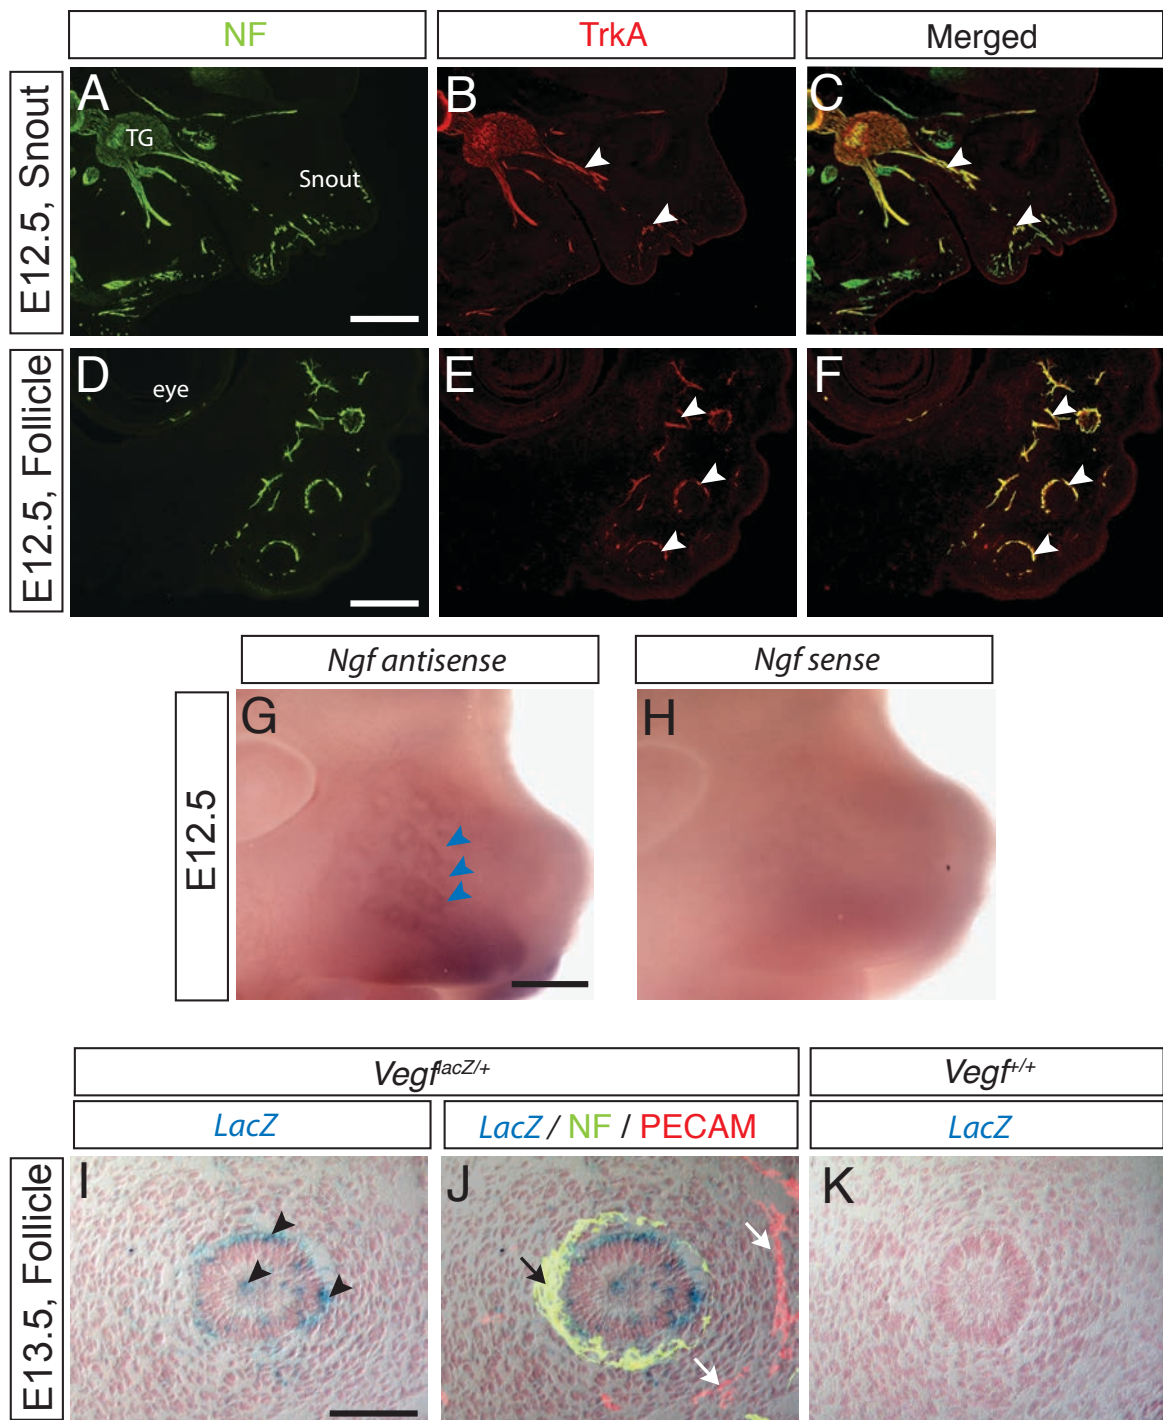 NF
TrkA
Merged
E12.5, Snout
A
TG
Snout
B
C
E12.5, Follicle
D
eye
E
F
Ngf antisense
Ngf sense
E12.5
G
H
Vegf^lacZ/+
Vegf^+/+
LacZ
LacZ / NF / PECAM
LacZ
E13.5, Follicle
I
J
K